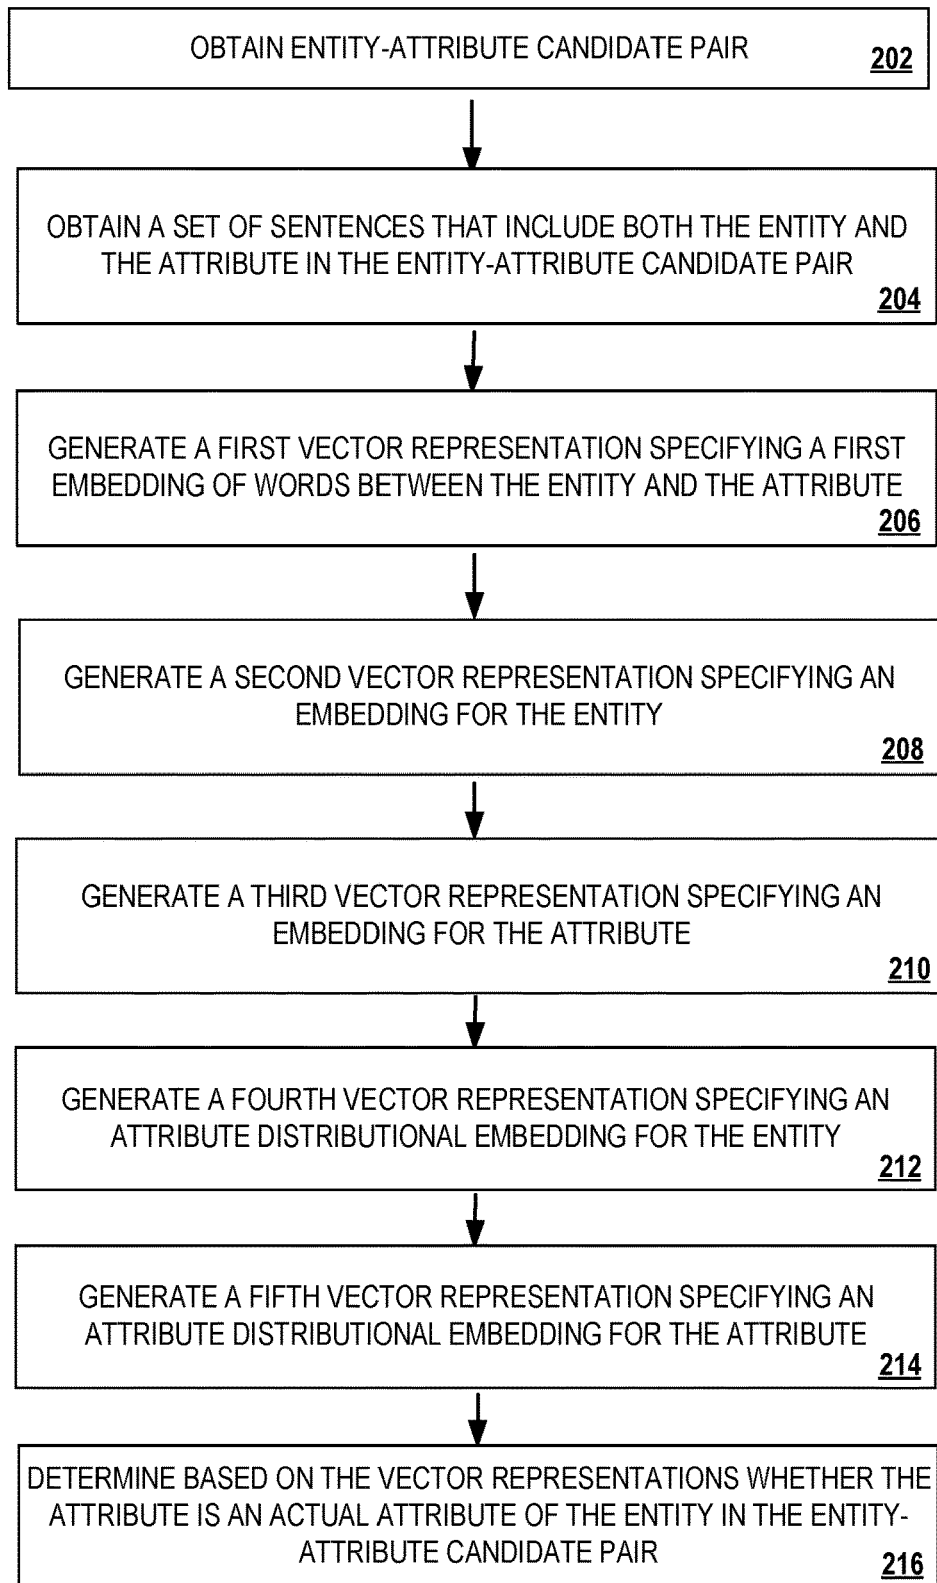 OBTAIN ENTITY-ATTRIBUTE CANDIDATE PAIR
202
OBTAIN A SET OF SENTENCES THAT INCLUDE BOTH THE ENTITY AND
THE ATTRIBUTE IN THE ENTITY-ATTRIBUTE CANDIDATE PAIR
204
GENERATE A FIRST VECTOR REPRESENTATION SPECIFYING A FIRST
EMBEDDING OF WORDS BETWEEN THE ENTITY AND THE ATTRIBUTE
206
GENERATE A SECOND VECTOR REPRESENTATION SPECIFYING AN
EMBEDDING FOR THE ENTITY
208
GENERATE A THIRD VECTOR REPRESENTATION SPECIFYING AN
EMBEDDING FOR THE ATTRIBUTE
210
GENERATE A FOURTH VECTOR REPRESENTATION SPECIFYING AN
ATTRIBUTE DISTRIBUTIONAL EMBEDDING FOR THE ENTITY
212
GENERATE A FIFTH VECTOR REPRESENTATION SPECIFYING AN
ATTRIBUTE DISTRIBUTIONAL EMBEDDING FOR THE ATTRIBUTE
214
DETERMINE BASED ON THE VECTOR REPRESENTATIONS WHETHER THE
ATTRIBUTE IS AN ACTUAL ATTRIBUTE OF THE ENTITY IN THE ENTITY-
ATTRIBUTE CANDIDATE PAIR
216